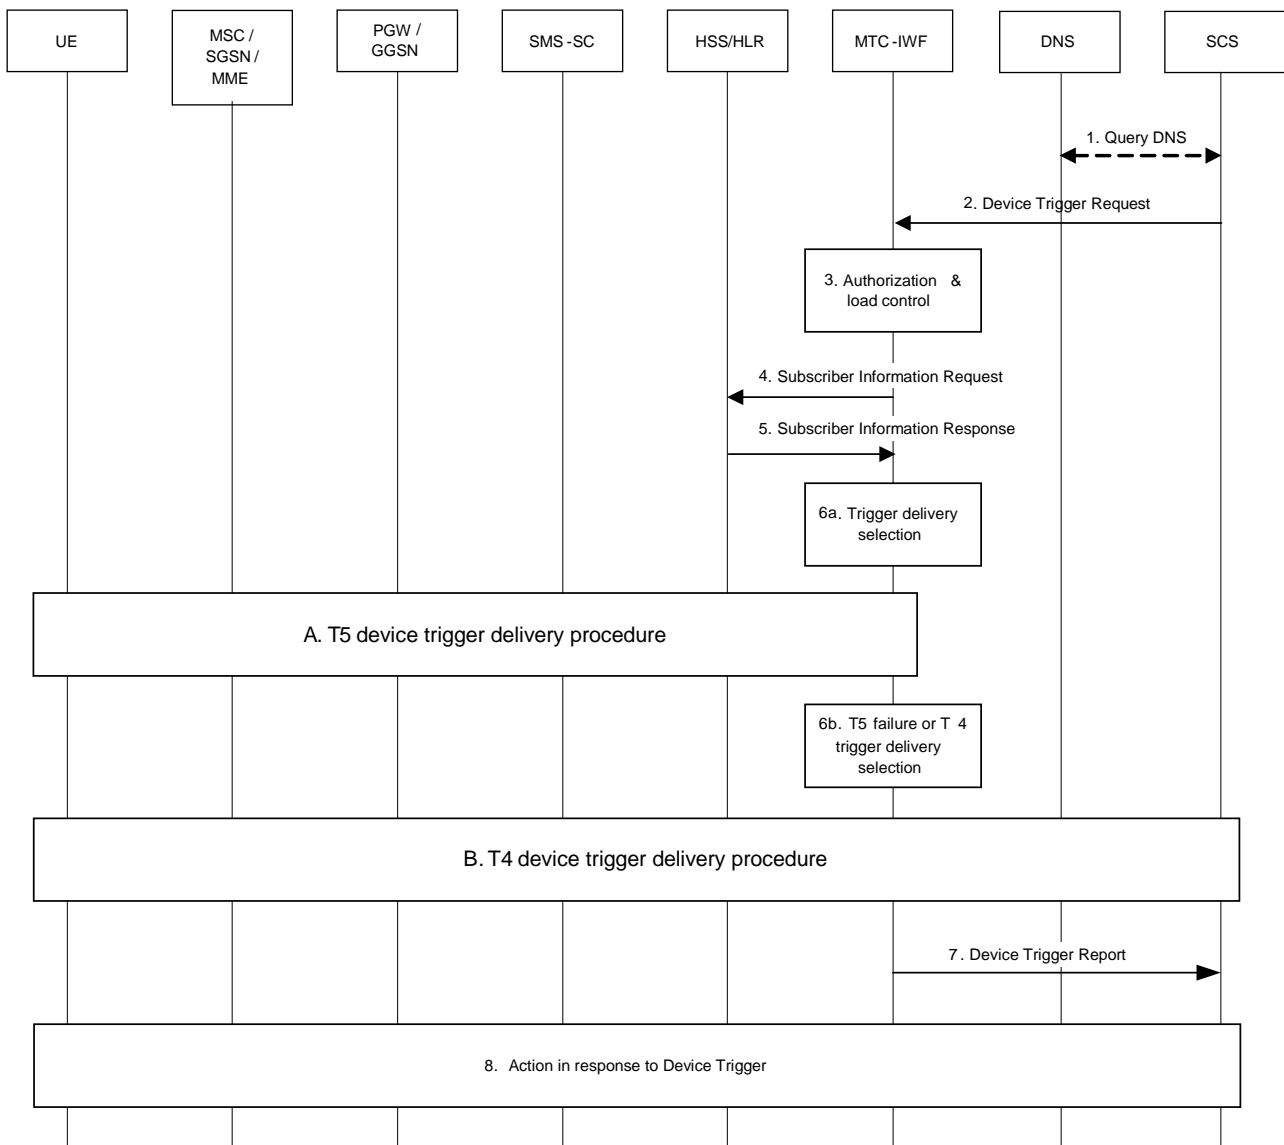 UE
MSC /
SGSN /
MME
PGW /
GGSN
SMS -SC
HSS/HLR
MTC -IWF
DNS
SCS
1. Query DNS
2. Device Trigger Request
3. Authorization &
load control
4. Subscriber Information Request
5. Subscriber Information Response
6a. Trigger delivery
selection
A. T5 device trigger delivery procedure
6b. T5 failure or T 4
trigger delivery
selection
B. T4 device trigger delivery procedure
7. Device Trigger Report
8. Action in response to Device Trigger